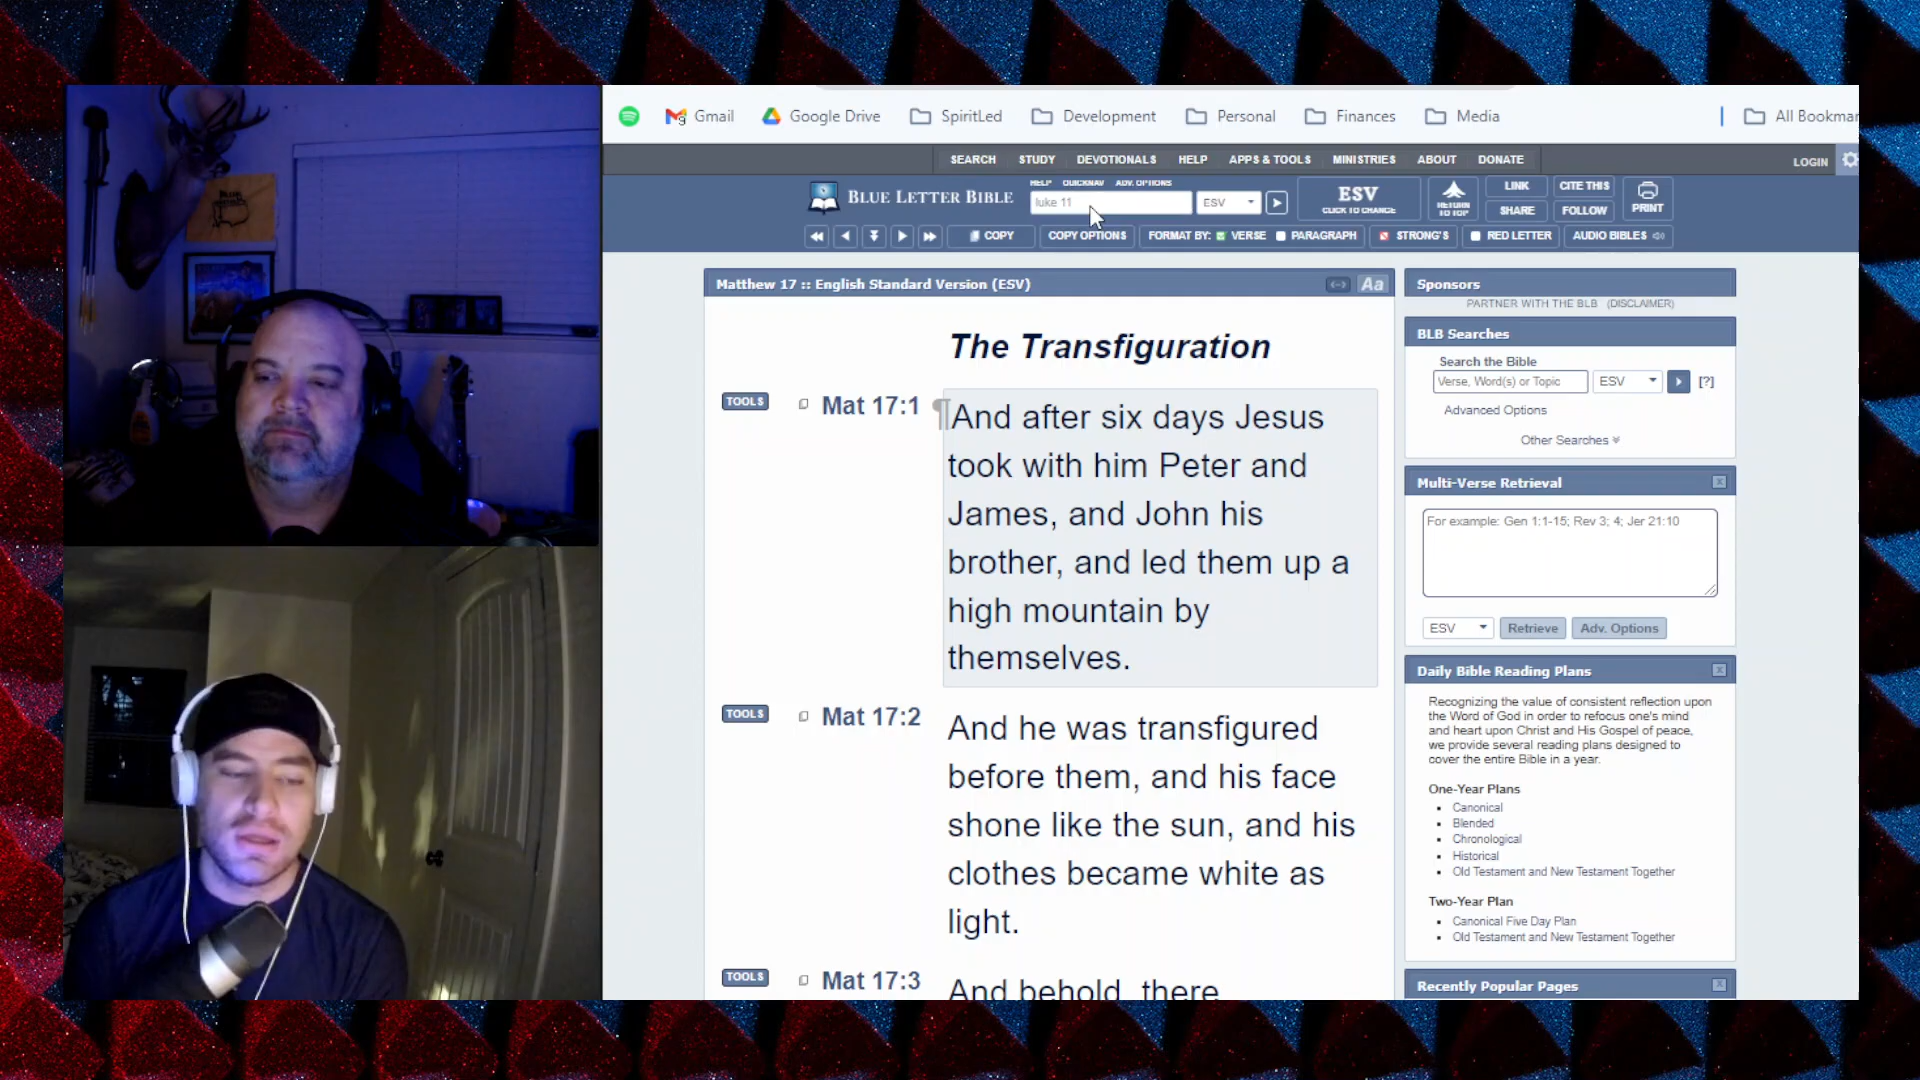 Gmail Google Drive SpiritLed Development Personal Finances Media All Bookmar
SEARCH STUDY DEVOTIONALS HELP APPS & TOOLS MINISTRIES ABOUT DONATE LOGIN
HELP QUICKNAV ADV. OPTIONS
BLUE LETTER BIBLE
luke 11 ESV
ESV
CLICK TO CHANGE
RETURN
TO TOP
LINK CITE THIS
SHARE FOLLOW
PRINT
COPY COPY OPTIONS FORMAT BY: VERSE PARAGRAPH STRONG'S RED LETTER AUDIO BIBLES
Matthew 17 :: English Standard Version (ESV) Aa
The Transfiguration
TOOLS Mat 17:1 ¶And after six days Jesus
took with him Peter and
James, and John his
brother, and led them up a
high mountain by
themselves.
TOOLS Mat 17:2 And he was transfigured
before them, and his face
shone like the sun, and his
clothes became white as
light.
TOOLS Mat 17:3 And behold, there
Sponsors
PARTNER WITH THE BLB (DISCLAIMER)
BLB Searches
Search the Bible
Verse, Word(s) or Topic ESV [?]
Advanced Options
Other Searches
Multi-Verse Retrieval
For example: Gen 1:1-15; Rev 3; 4; Jer 21:10
ESV Retrieve Adv. Options
Daily Bible Reading Plans
Recognizing the value of consistent reflection upon
the Word of God in order to refocus one's mind
and heart upon Christ and His Gospel of peace,
we provide several reading plans designed to
cover the entire Bible in a year.
One-Year Plans
Canonical
Blended
Chronological
Historical
Old Testament and New Testament Together
Two-Year Plan
Canonical Five Day Plan
Old Testament and New Testament Together
Recently Popular Pages